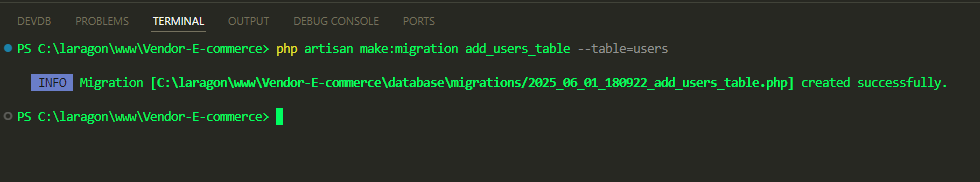 DEVDB PROBLEMS TERMINAL OUTPUT DEBUG CONSOLE PORTS
PS C:\laragon\www\Vendor-E-commerce> php artisan make:migration add_users_table --table=users
INFO Migration [C:\laragon\www\Vendor-E-commerce\database\migrations/2025_06_01_180922_add_users_table.php] created successfully.
PS C:\laragon\www\Vendor-E-commerce>